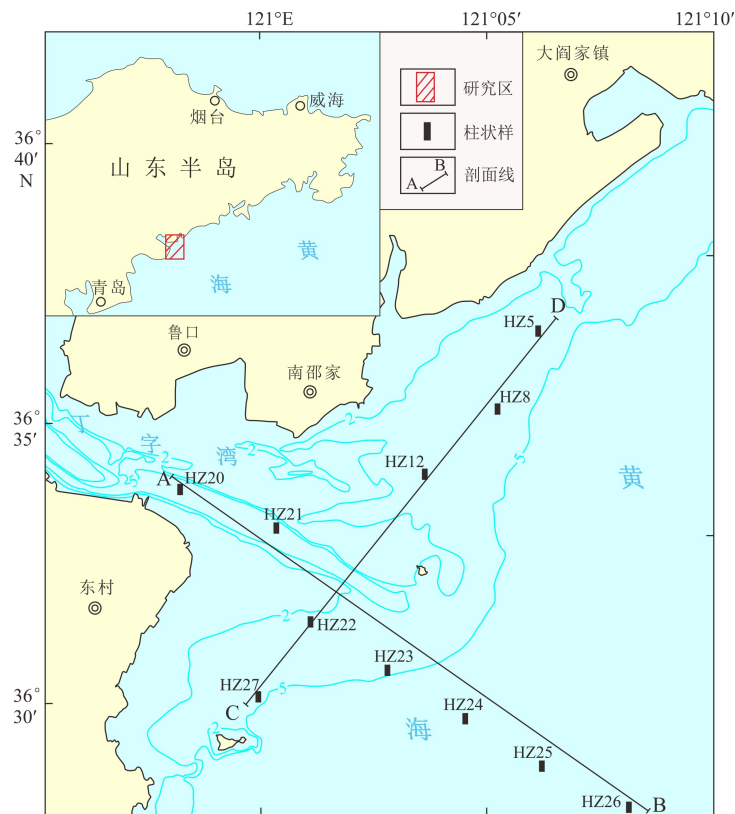 121°E
121°05′
121°10′
36°
40′
N
36°
35′
36°
30′
烟台
威海
山东半岛
黄
海
青岛
研究区
柱状样
A
B
剖面线
大阎家镇
鲁口
南邵家
丁
字
湾
东村
黄
海
HZ5
D
HZ8
HZ12
A
HZ20
HZ21
HZ22
HZ23
HZ27
C
HZ24
HZ25
HZ26
B
2
2
2
2
5
5
2
5
2